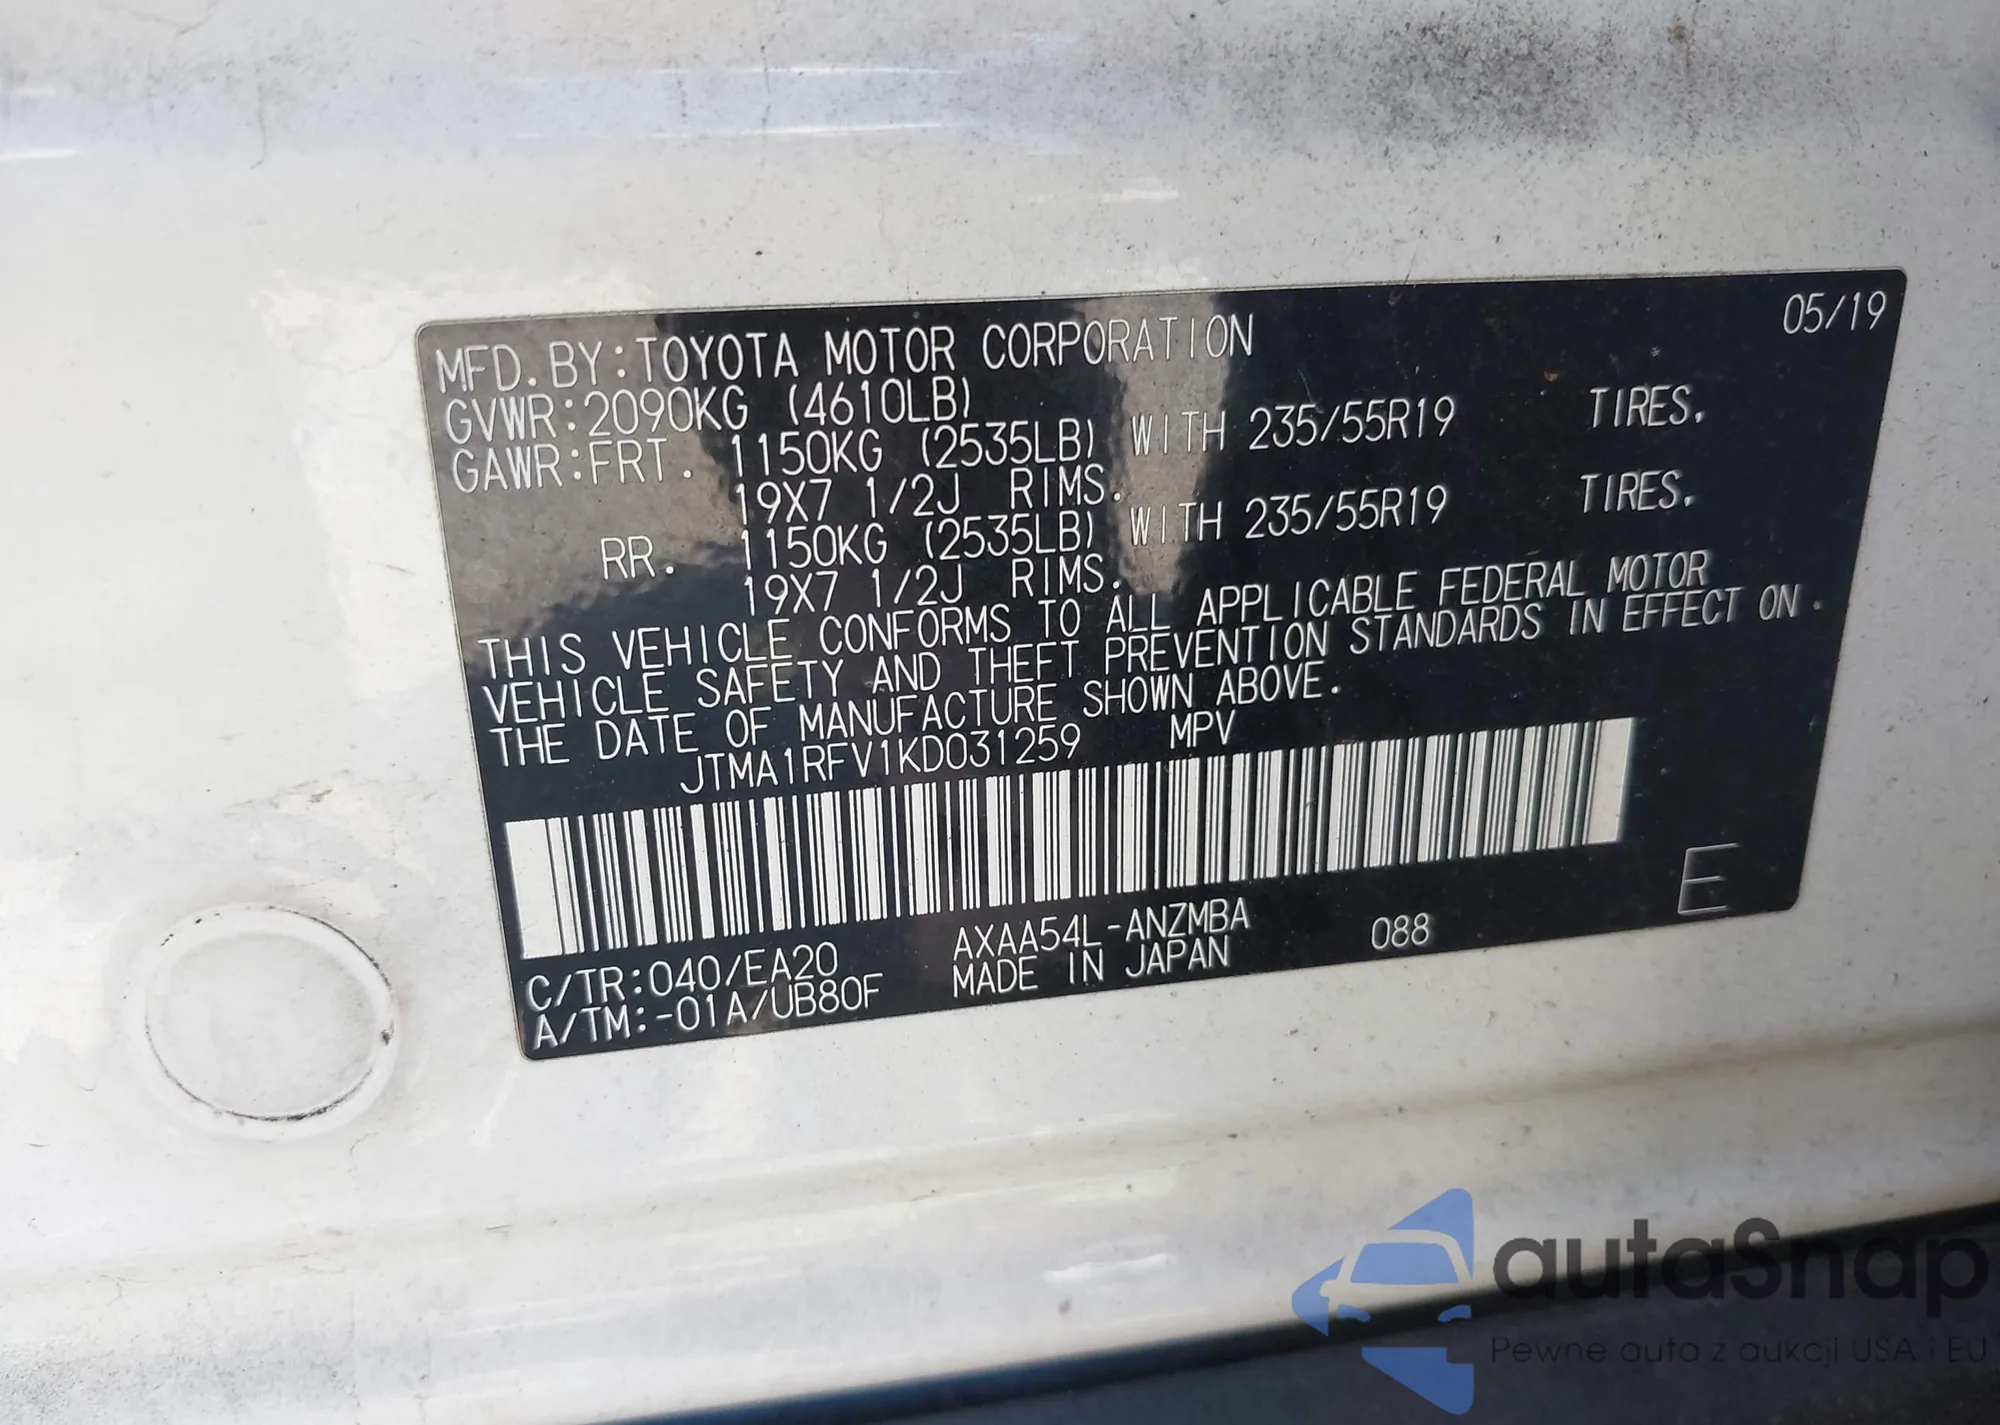 05/19
MFD. BY:TOYOTA MOTOR CORPORATION
GVWR:2090KG (4610LB)
GAWR:FRT. 1150KG (2535LB) WITH 235/55R19 TIRES.
19X7 1/2J RIMS.
RR. 1150KG (2535LB) WITH 235/55R19 TIRES.
19X7 1/2J RIMS.
THIS VEHICLE CONFORMS TO ALL APPLICABLE FEDERAL MOTOR
VEHICLE SAFETY AND THEFT PREVENTION STANDARDS IN EFFECT ON
THE DATE OF MANUFACTURE SHOWN ABOVE.
JTMA1RFV1KD031259 MPV
E
C/TR:040/EA20 AXAA54L-ANZMBA 088
A/TM:-01A/UB80F MADE IN JAPAN
autaSnap
Pewne auta z aukcji USA i EU